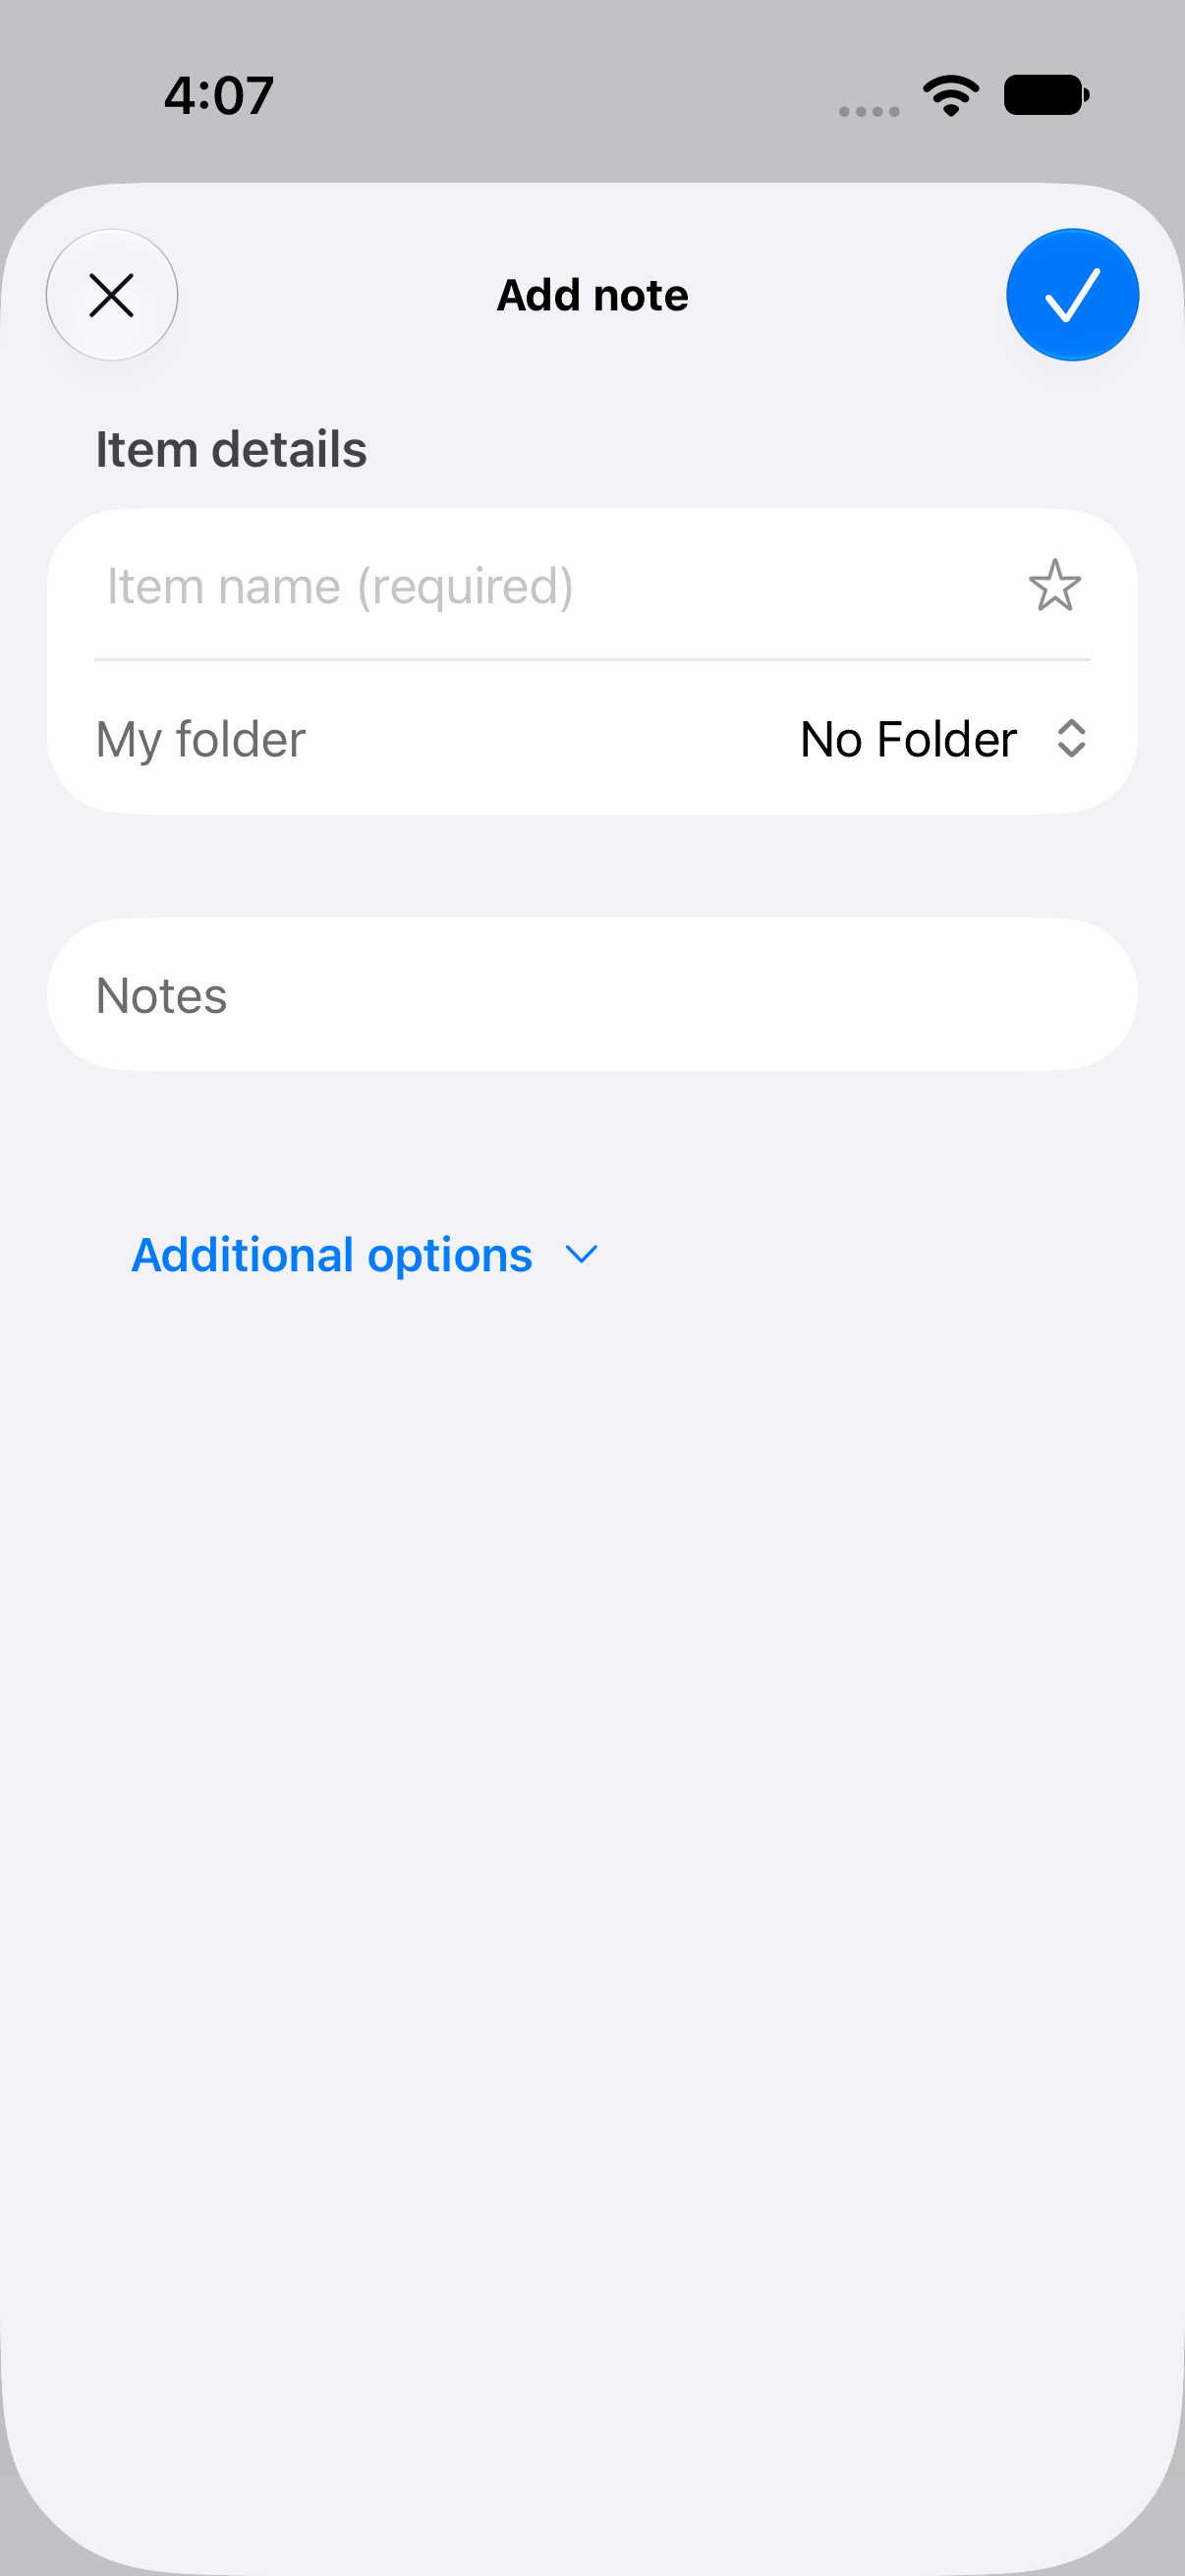 4:07
Add note
Item details
Item name (required)
My folder No Folder
Notes
Additional options